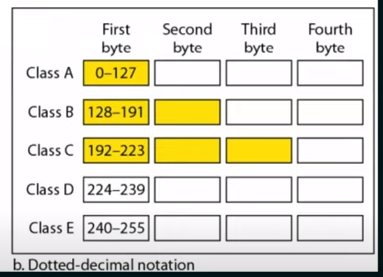 First Second Third Fourth
byte byte byte byte
Class A 0–127
Class B 128–191
Class C 192–223
Class D 224–239
Class E 240–255
b. Dotted-decimal notation